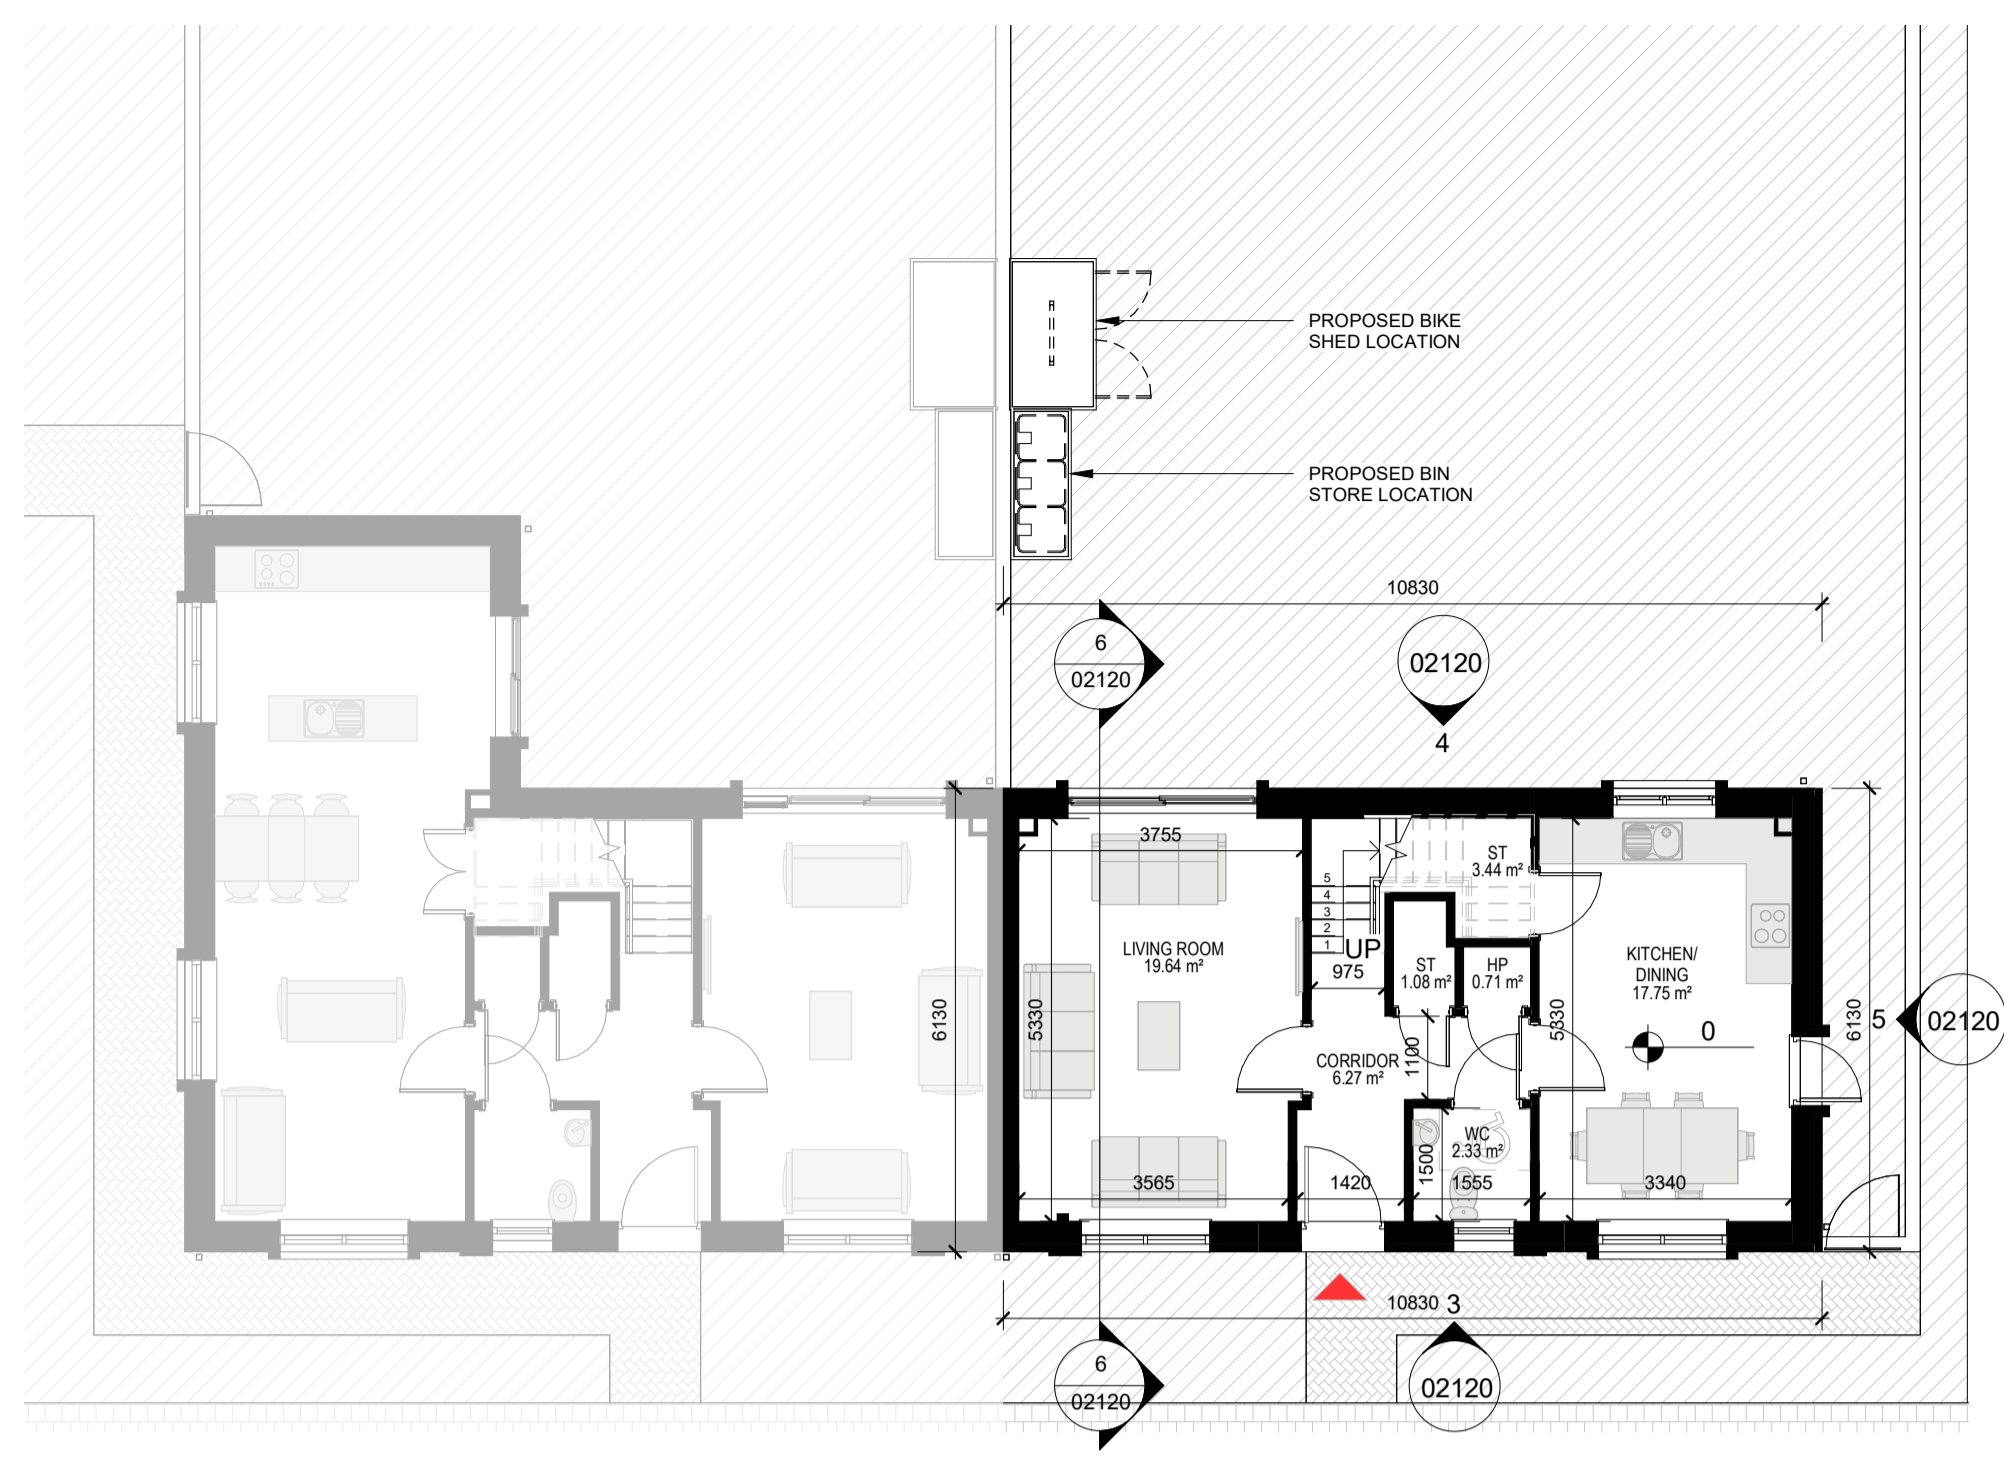 PROPOSED BIKE
SHED LOCATION
PROPOSED BIN
STORE LOCATION
10830
6
02120
02120
4
3755
ST
3.44 m²
5
4
3
2
1
UP
975
LIVING ROOM
19.64 m²
ST
1.08 m²
HP
0.71 m²
KITCHEN/
DINING
17.75 m²
6130
5330
5330
0
6130
5
02120
CORRIDOR
6.27 m²
1100
WC
2.33 m²
1500
3565
1420
1555
3340
10830
3
6
02120
02120